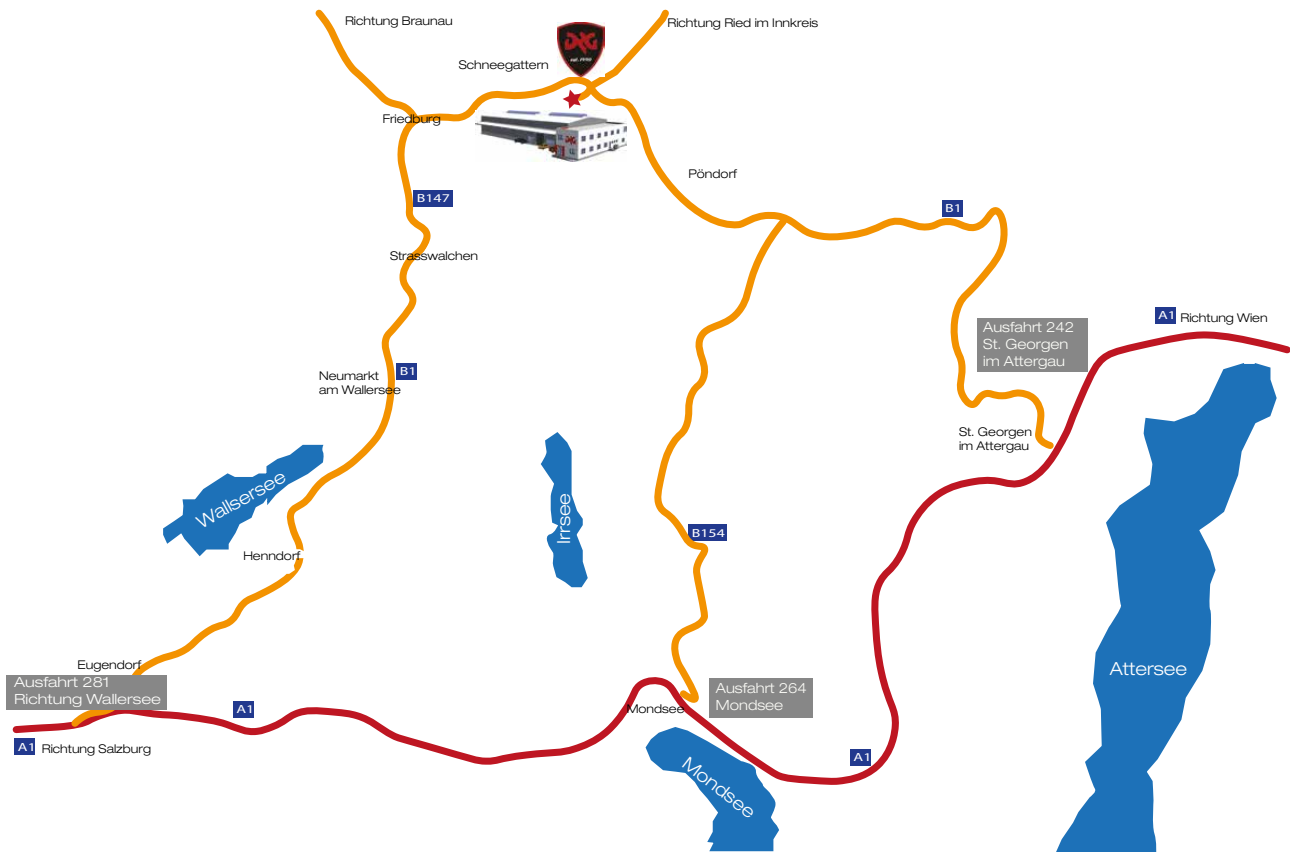 Richtung Braunau
Richtung Ried im Innkreis
Schneegattern
Friedburg
Pöndorf
B147
B1
Strasswalchen
Ausfahrt 242
St. Georgen
im Attergau
A1 Richtung Wien
Neumarkt
am Wallersee
B1
St. Georgen
im Attergau
Wallsersee
Irrsee
B154
Henndorf
Eugendorf
Attersee
Ausfahrt 281
Richtung Wallersee
Ausfahrt 264
Mondsee
A1
Mondsee
A1 Richtung Salzburg
A1
Mondsee